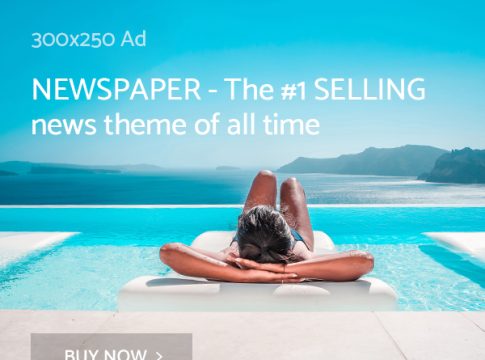 300x250 Ad
NEWSPAPER - The #1 SELLING
news theme of all time
BUY NOW >